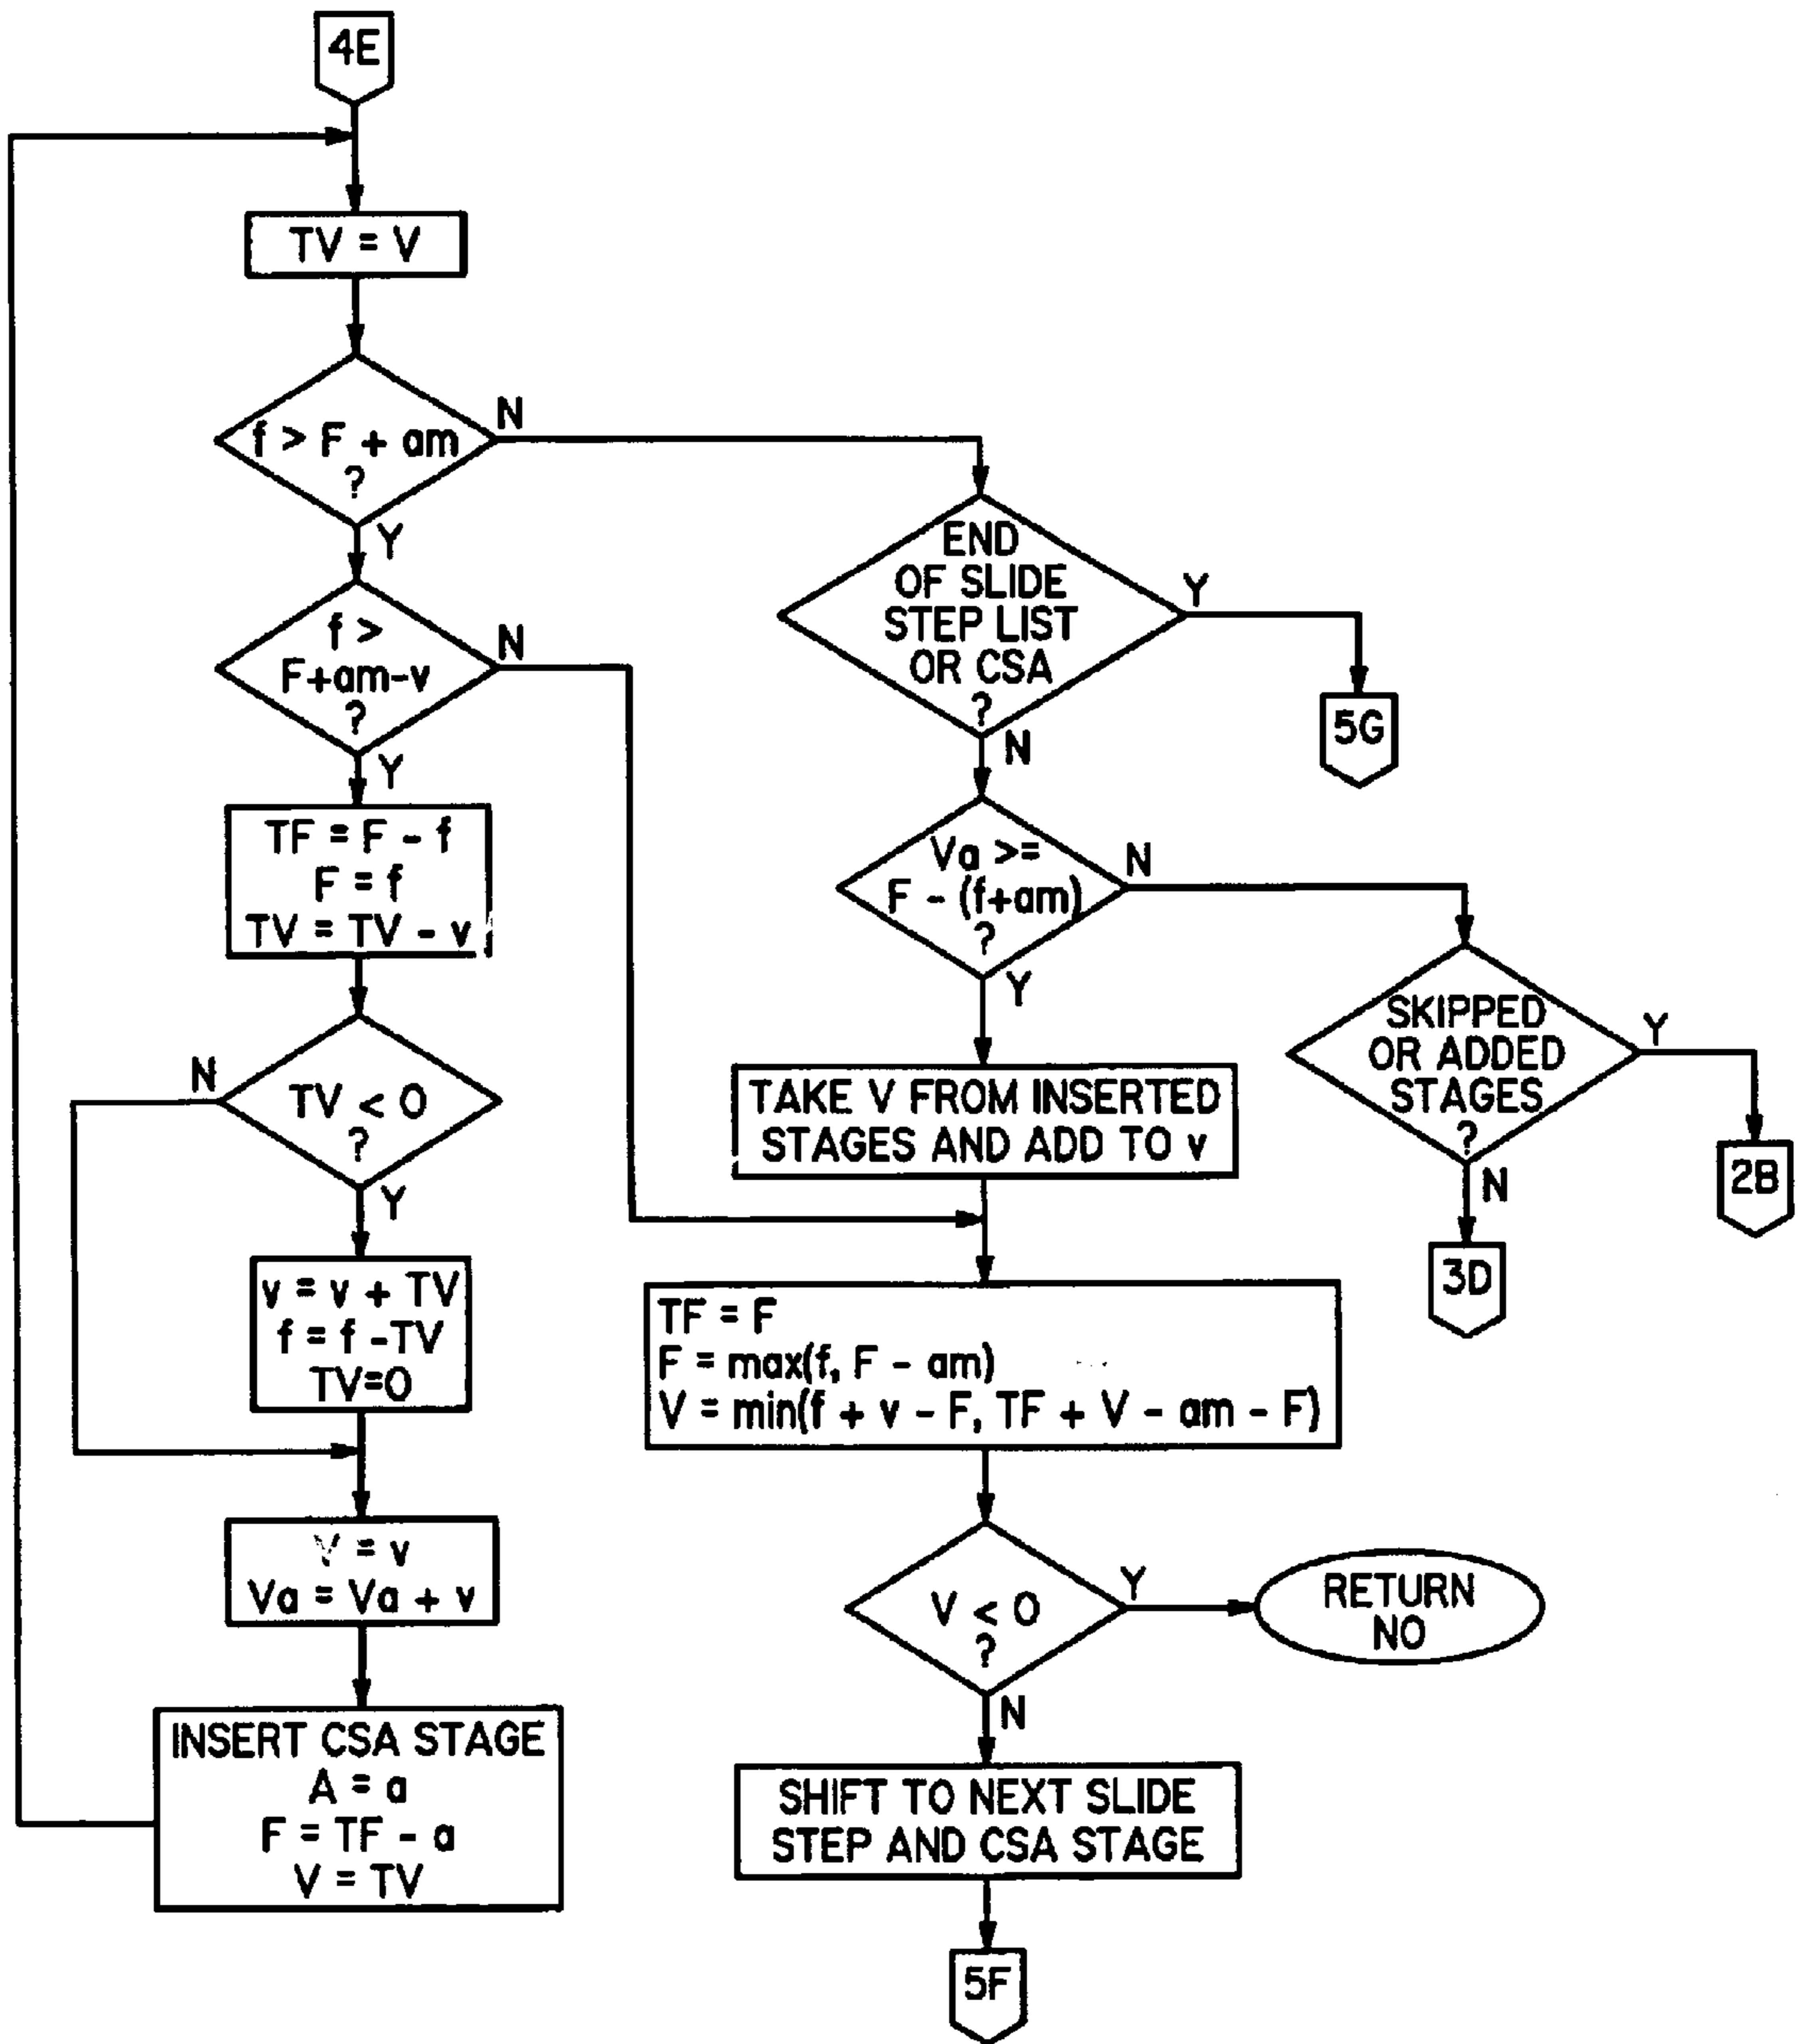 4E
TV = V
f > F + am
?
N
Y
f >
F+am-v
?
N
Y
TF = F - f
F = f
TV = TV - v
TV < 0
?
N
Y
v = v + TV
f = f -TV
TV=0
V = v
Va = Va + v
INSERT CSA STAGE
A = a
F = TF - a
V = TV
END
OF SLIDE
STEP LIST
OR CSA
?
Y
N
5G
Va >=
F - (f+am)
?
N
Y
SKIPPED
OR ADDED
STAGES
?
Y
N
2B
3D
TAKE V FROM INSERTED
STAGES AND ADD TO v
TF = F
F = max(f, F - am)
V = min(f + v - F, TF + V - am - F)
V < 0
?
Y
N
RETURN
NO
SHIFT TO NEXT SLIDE
STEP AND CSA STAGE
5F